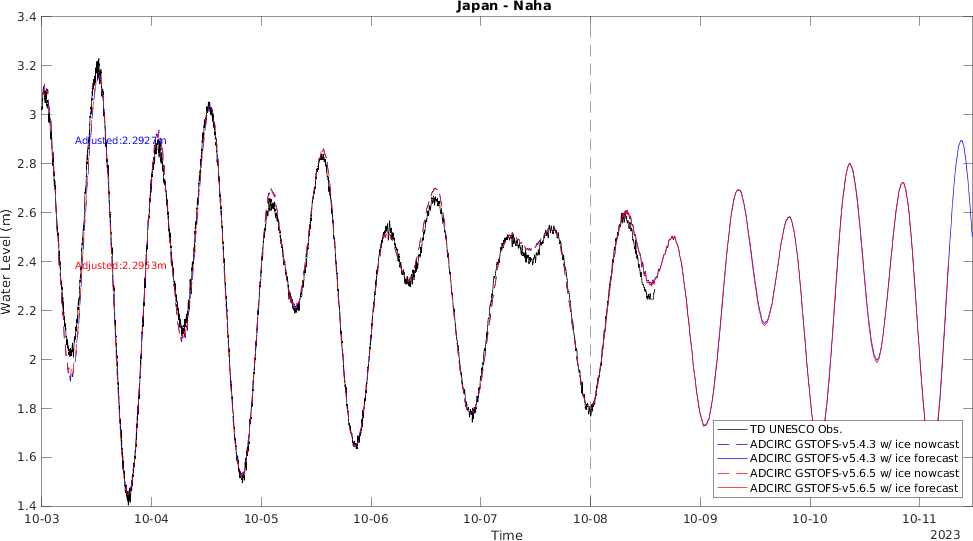 Japan - Naha
3.4
3.2
3
2.8
2.6
2.4
2.2
2
1.8
1.6
1.4
Water Level (m)
Adjusted:2.2927m
Adjusted:2.2953m
TD UNESCO Obs.
ADCIRC GSTOFS-v5.4.3 w/ ice nowcast
ADCIRC GSTOFS-v5.4.3 w/ ice forecast
ADCIRC GSTOFS-v5.6.5 w/ ice nowcast
ADCIRC GSTOFS-v5.6.5 w/ ice forecast
10-03 10-04 10-05 10-06 10-07 10-08 10-09 10-10 10-11
Time
2023